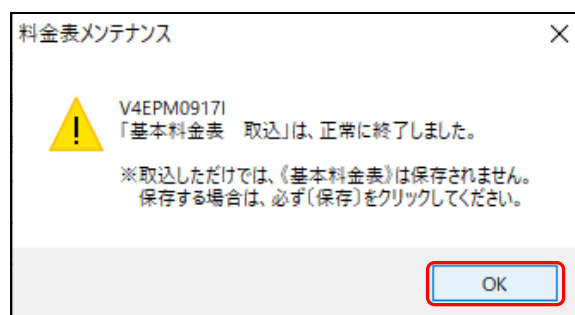 料金表メンテナンス
V4EPM0917I
「基本料金表　取込」は、正常に終了しました。
※取込しただけでは、《基本料金表》は保存されません。
保存する場合は、必ず〔保存〕をクリックしてください。
OK